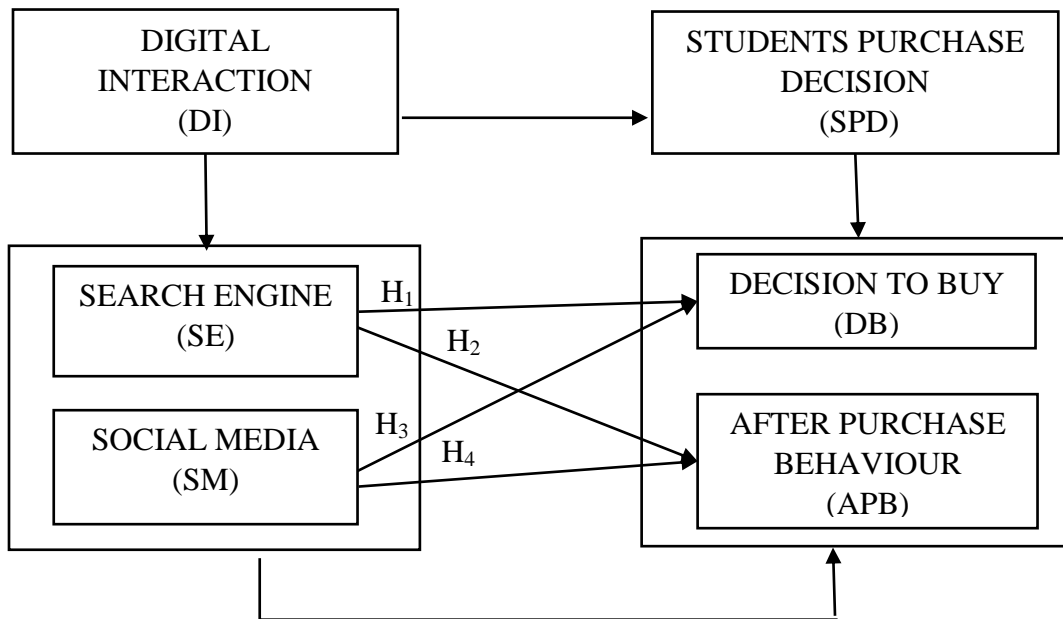 DIGITAL
INTERACTION
(DI)
STUDENTS PURCHASE
DECISION
(SPD)
SEARCH ENGINE
(SE)
H₁
H₂
DECISION TO BUY
(DB)
SOCIAL MEDIA
(SM)
H₃
H₄
AFTER PURCHASE
BEHAVIOUR
(APB)